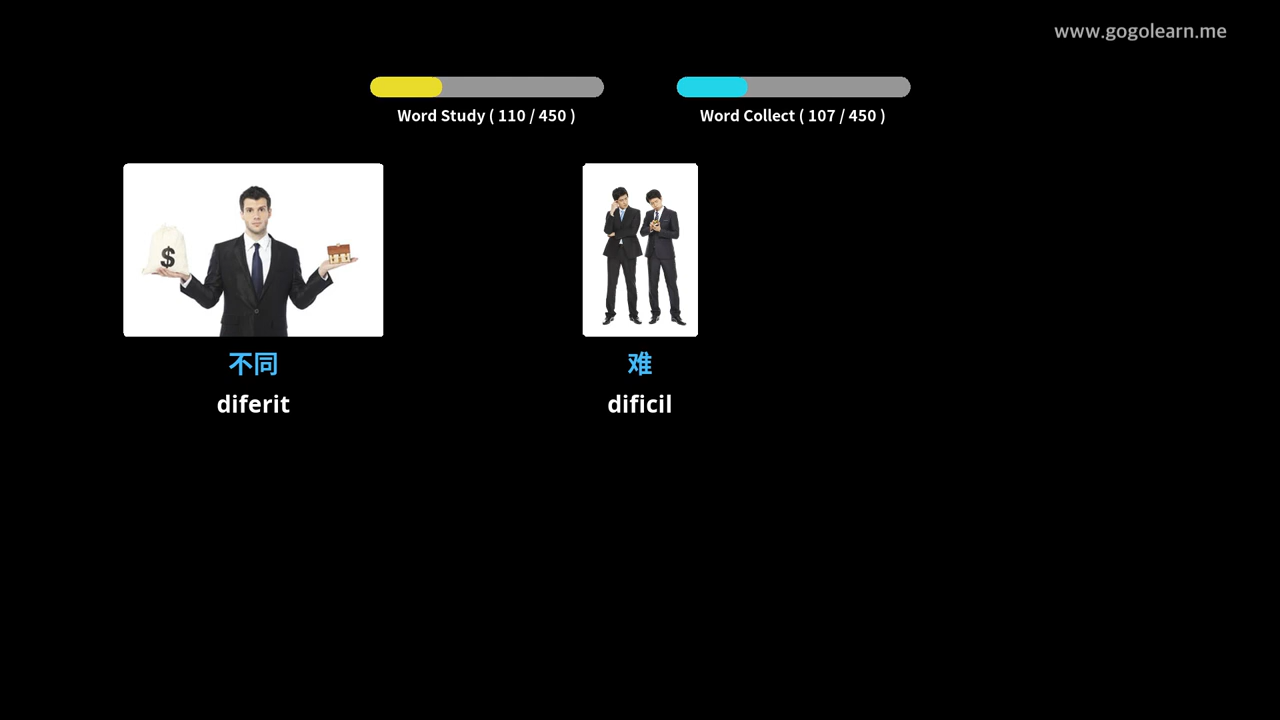 www.gogolearn.me
Word Study ( 110 / 450 )
Word Collect ( 107 / 450 )
$
不同
难
diferit
dificil